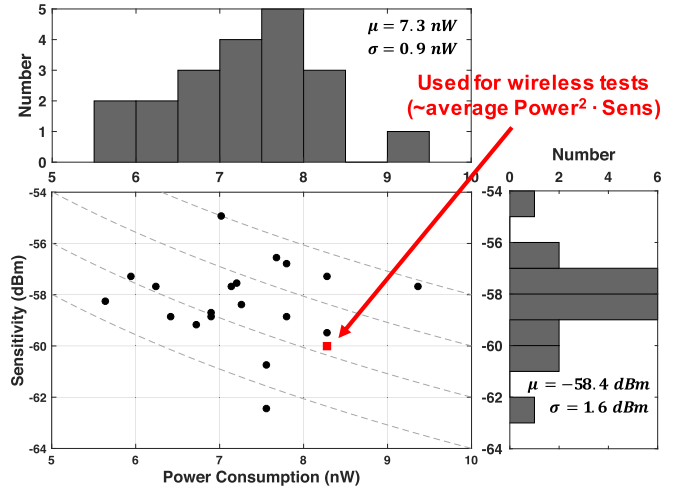 5
4
3
2
1
0
Number
μ = 7.3 nW
σ = 0.9 nW
Used for wireless tests
(~average Power² · Sens)
5 6 7 8 9 10
Number
0 2 4 6
-54
-56
-58
-60
-62
-64
Sensitivity (dBm)
5 6 7 8 9 10
Power Consumption (nW)
-54
-56
-58
-60
-62
-64
μ = −58.4 dBm
σ = 1.6 dBm